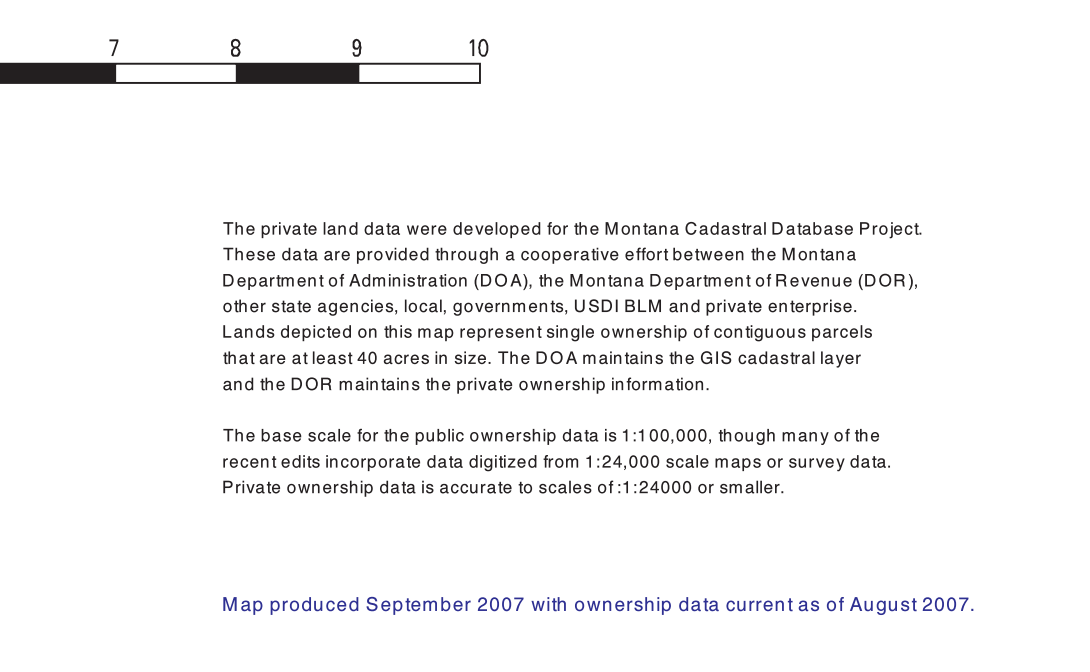 7 8 9 10
The private land data were developed for the Montana Cadastral Database Project.
These data are provided through a cooperative effort between the Montana
Department of Administration (DOA), the Montana Department of Revenue (DOR),
other state agencies, local, governments, USDI BLM and private enterprise.
Lands depicted on this map represent single ownership of contiguous parcels
that are at least 40 acres in size. The DOA maintains the GIS cadastral layer
and the DOR maintains the private ownership information.
The base scale for the public ownership data is 1:100,000, though many of the
recent edits incorporate data digitized from 1:24,000 scale maps or survey data.
Private ownership data is accurate to scales of :1:24000 or smaller.
Map produced September 2007 with ownership data current as of August 2007.